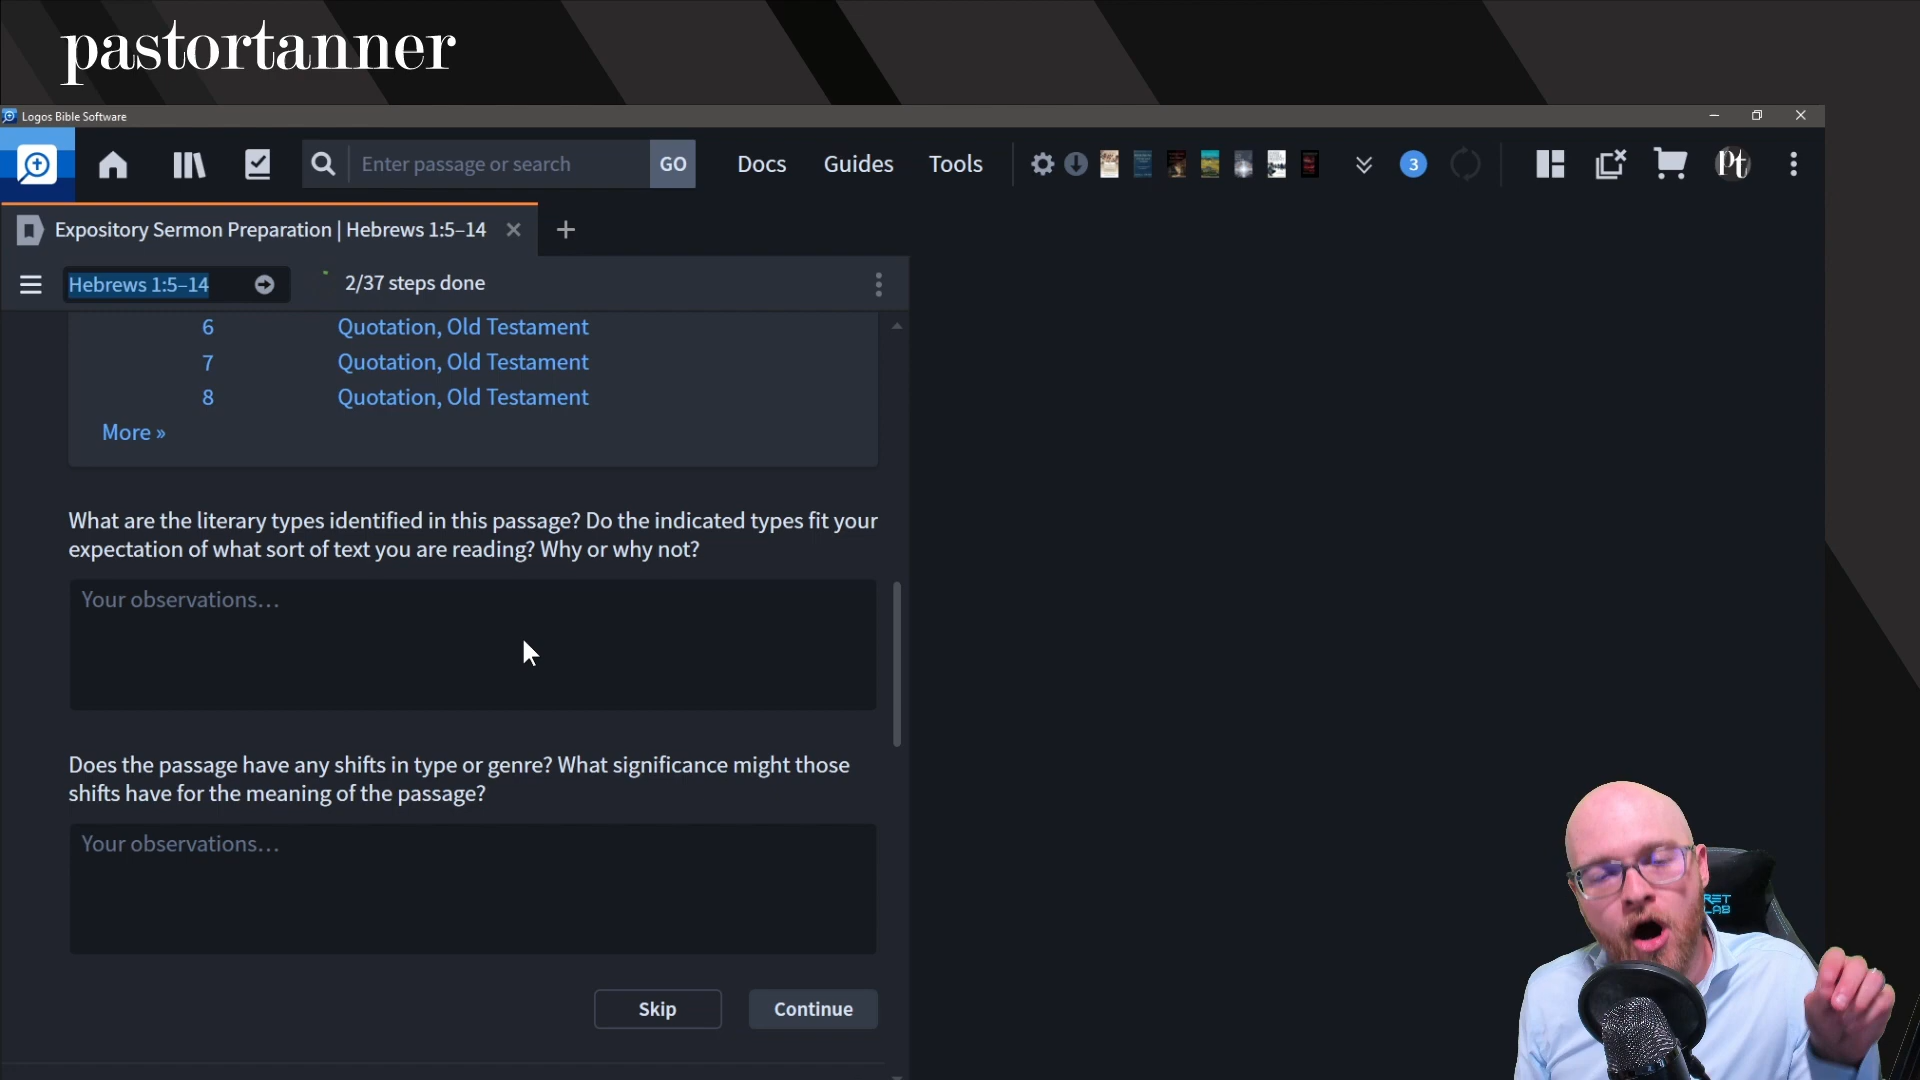 pastortanner
Logos Bible Software
Enter passage or search
GO
Docs
Guides
Tools
3
Pt
Expository Sermon Preparation | Hebrews 1:5–14
Hebrews 1:5–14
2/37 steps done
6 Quotation, Old Testament
7 Quotation, Old Testament
8 Quotation, Old Testament
More »
What are the literary types identified in this passage? Do the indicated types fit your
expectation of what sort of text you are reading? Why or why not?
Your observations...
Does the passage have any shifts in type or genre? What significance might those
shifts have for the meaning of the passage?
Your observations...
Skip
Continue
RET
LAB